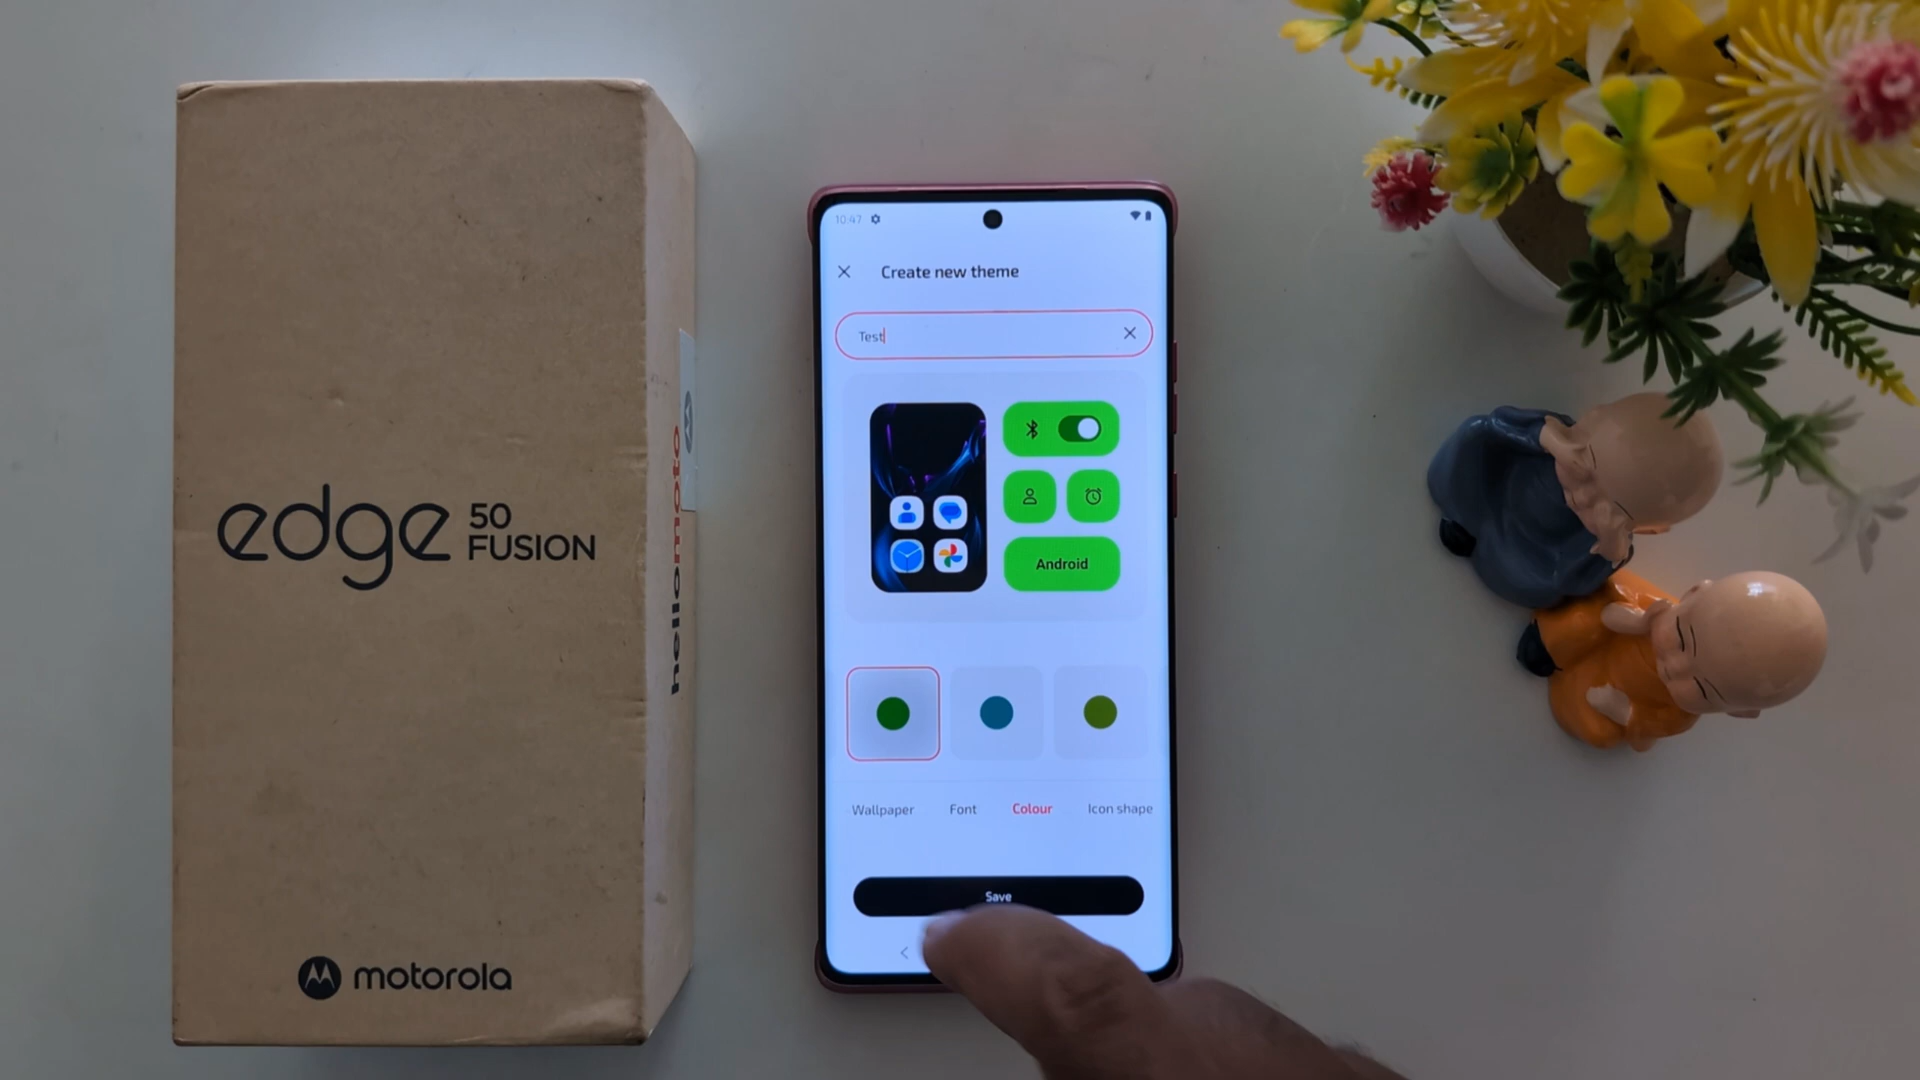 edge 50
FUSION
motorola
hellomoto
10:47
Create new theme
Test
Android
Wallpaper Font Colour Icon shape
Save